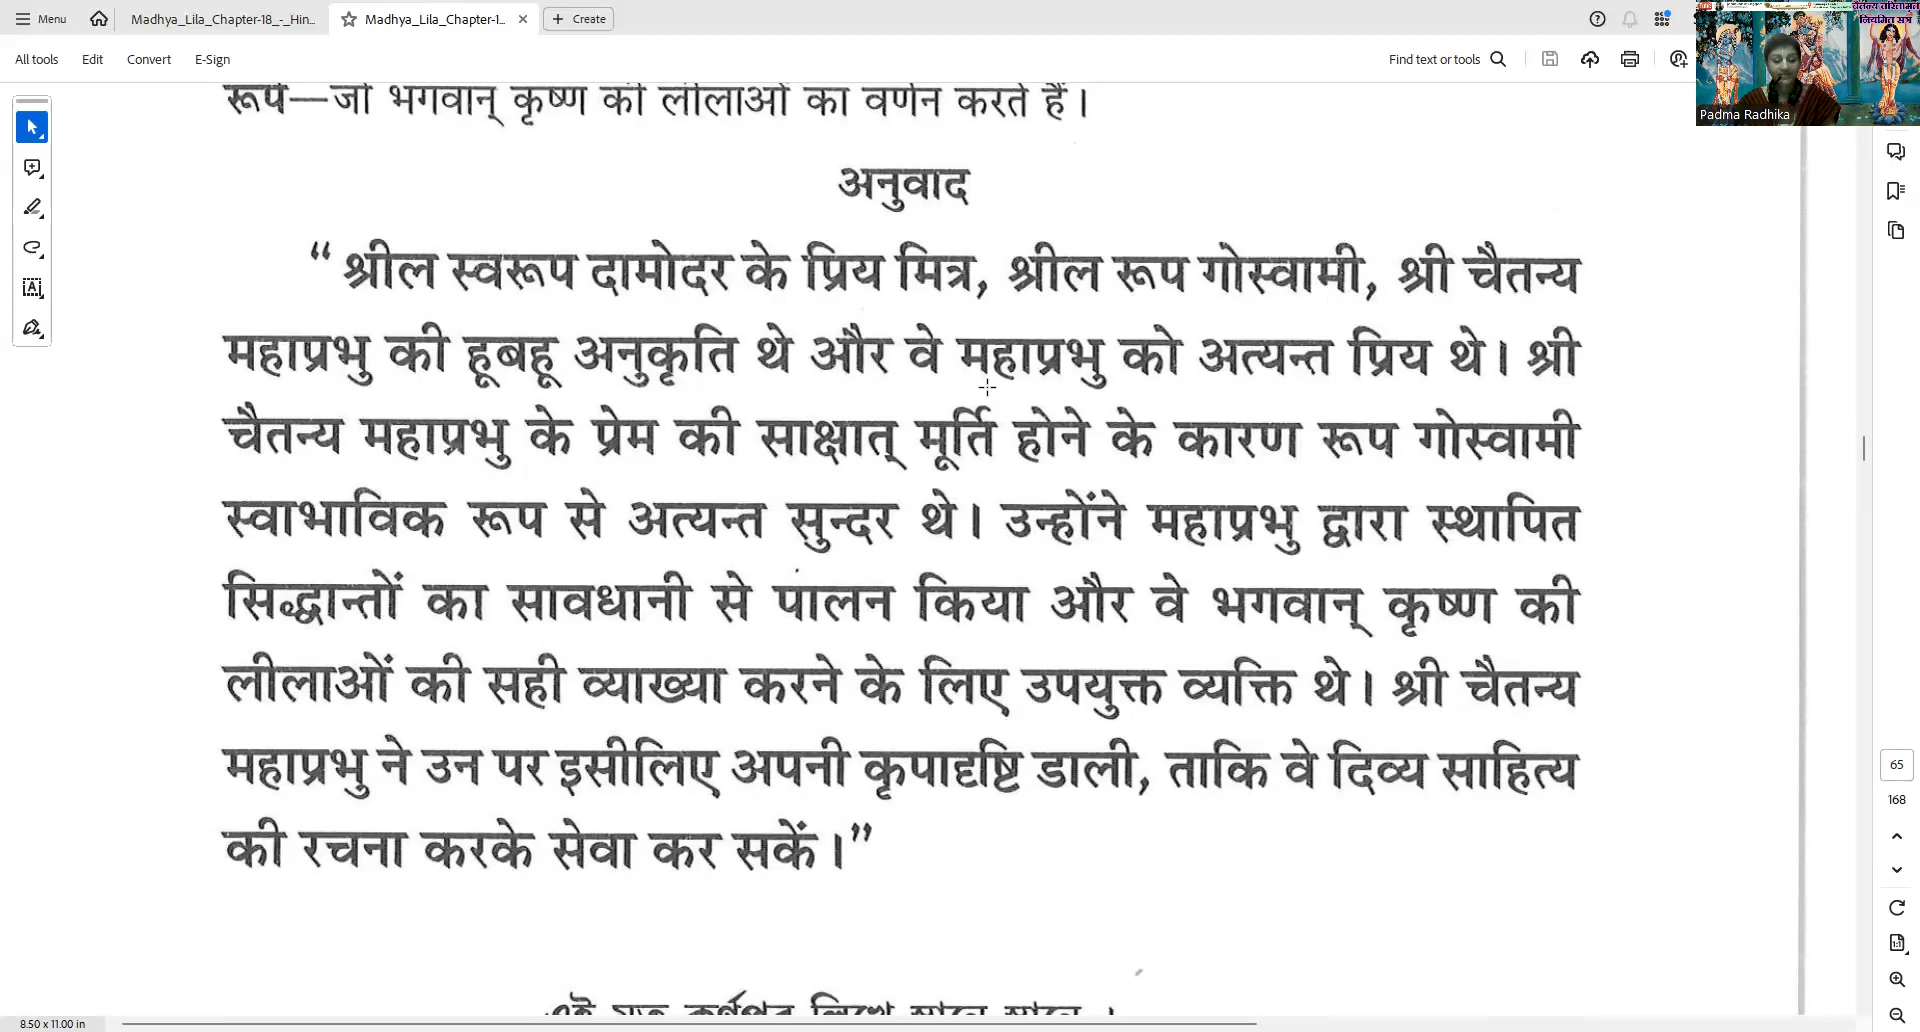 Menu
Madhya_Lila_Chapter-18_-_Hin...
Madhya_Lila_Chapter-1...
Create
All tools
Edit
Convert
E-Sign
Find text or tools
Padma Radhika
रूप—जो भगवान् कृष्ण की लीलाओं का वर्णन करते हैं।
अनुवाद
“ श्रील स्वरूप दामोदर के प्रिय मित्र, श्रील रूप गोस्वामी, श्री चैतन्य
महाप्रभु की हूबहू अनुकृति थे और वे महाप्रभु को अत्यन्त प्रिय थे। श्री
चैतन्य महाप्रभु के प्रेम की साक्षात् मूर्ति होने के कारण रूप गोस्वामी
स्वाभाविक रूप से अत्यन्त सुन्दर थे। उन्होंने महाप्रभु द्वारा स्थापित
सिद्धान्तों का सावधानी से पालन किया और वे भगवान् कृष्ण की
लीलाओं की सही व्याख्या करने के लिए उपयुक्त व्यक्ति थे। श्री चैतन्य
महाप्रभु ने उन पर इसीलिए अपनी कृपादृष्टि डाली, ताकि वे दिव्य साहित्य
की रचना करके सेवा कर सकें।”
65
168
8.50 x 11.00 in